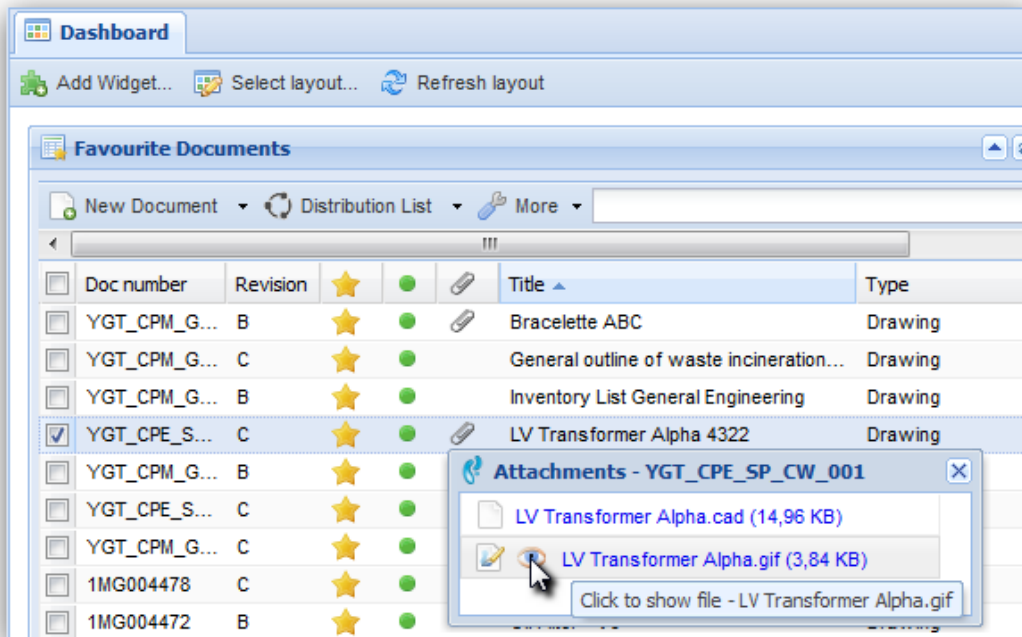 Dashboard
Add Widget... Select layout... Refresh layout
Favourite Documents
New Document Distribution List More
Doc number Revision Title Type
YGT_CPM_G... B Bracelette ABC Drawing
YGT_CPM_G... C General outline of waste incineration... Drawing
YGT_CPM_G... B Inventory List General Engineering Drawing
YGT_CPE_S... C LV Transformer Alpha 4322 Drawing
YGT_CPM_G... B
Attachments - YGT_CPE_SP_CW_001
YGT_CPE_S... C
LV Transformer Alpha.cad (14,96 KB)
YGT_CPM_G... C
LV Transformer Alpha.gif (3,84 KB)
1MG004478 C
Click to show file - LV Transformer Alpha.gif
1MG004472 B